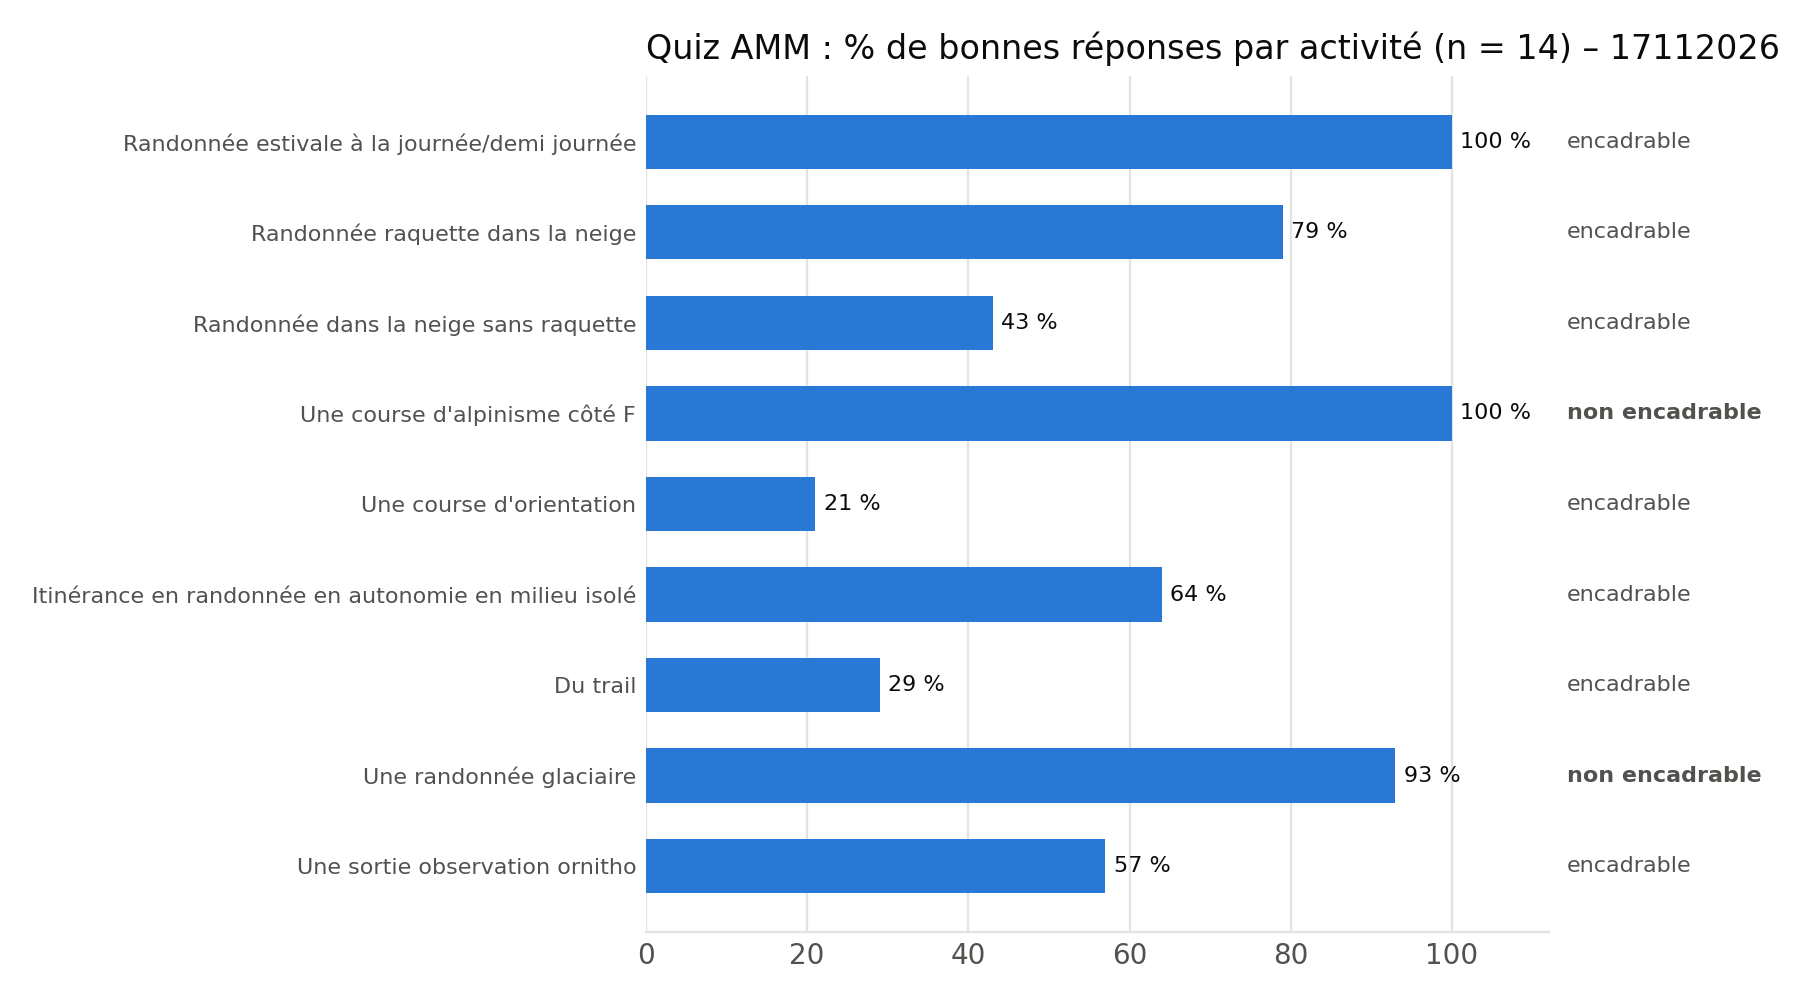 Quiz AMM : % de bonnes réponses par activité (n = 14) – 17112026
Randonnée estivale à la journée/demi journée 100 % encadrable
Randonnée raquette dans la neige 79 % encadrable
Randonnée dans la neige sans raquette 43 % encadrable
Une course d'alpinisme côté F 100 % non encadrable
Une course d'orientation 21 % encadrable
Itinérance en randonnée en autonomie en milieu isolé 64 % encadrable
Du trail 29 % encadrable
Une randonnée glaciaire 93 % non encadrable
Une sortie observation ornitho 57 % encadrable
0 20 40 60 80 100